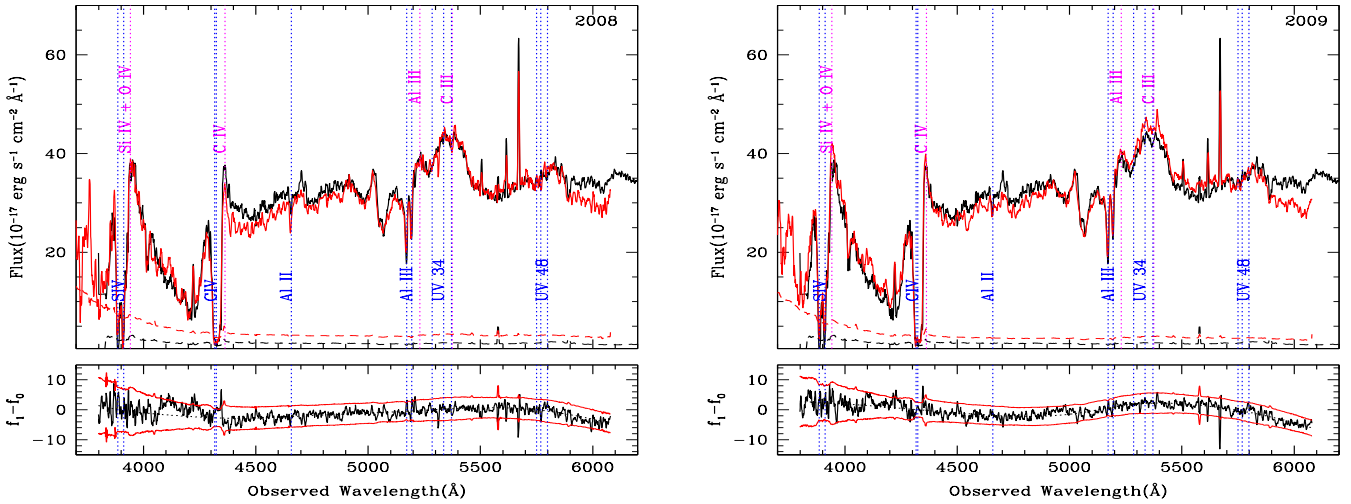 2008
60
40
20
Flux(10⁻¹⁷ erg s⁻¹ cm⁻² Å⁻¹)
Si IV + O IV
C IV
Al III
C III
SiIV
CIV
Al II
Al III
UV 34
UV 48
10
0
−10
f₁−f₀
4000 4500 5000 5500 6000
Observed Wavelength(Å)
2009
60
40
20
Flux(10⁻¹⁷ erg s⁻¹ cm⁻² Å⁻¹)
Si IV + O IV
C IV
Al III
C III
SiIV
CIV
Al II
Al III
UV 34
UV 48
10
0
−10
f₁−f₀
4000 4500 5000 5500 6000
Observed Wavelength(Å)